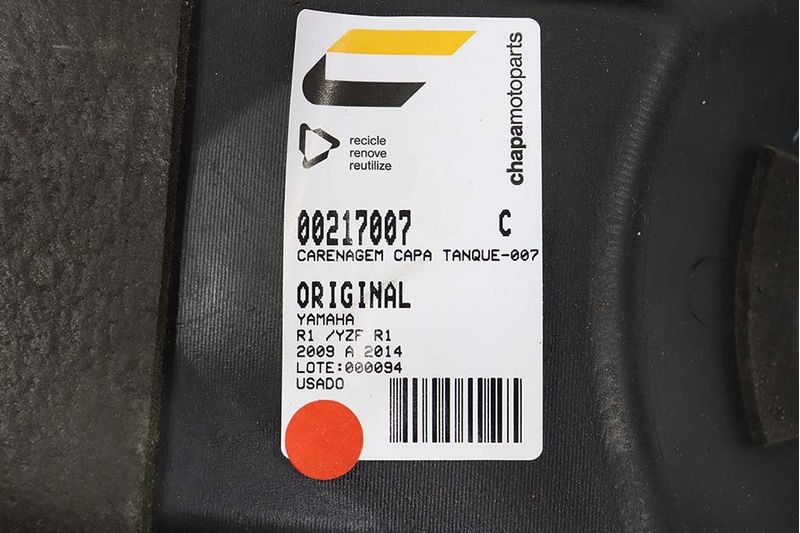 chapamotoparts
recicle
renove
reutilize
00217007 C
CARENAGEM CAPA TANQUE-007
ORIGINAL
YAMAHA
R1 /YZF R1
2009 A 2014
LOTE:000094
USADO